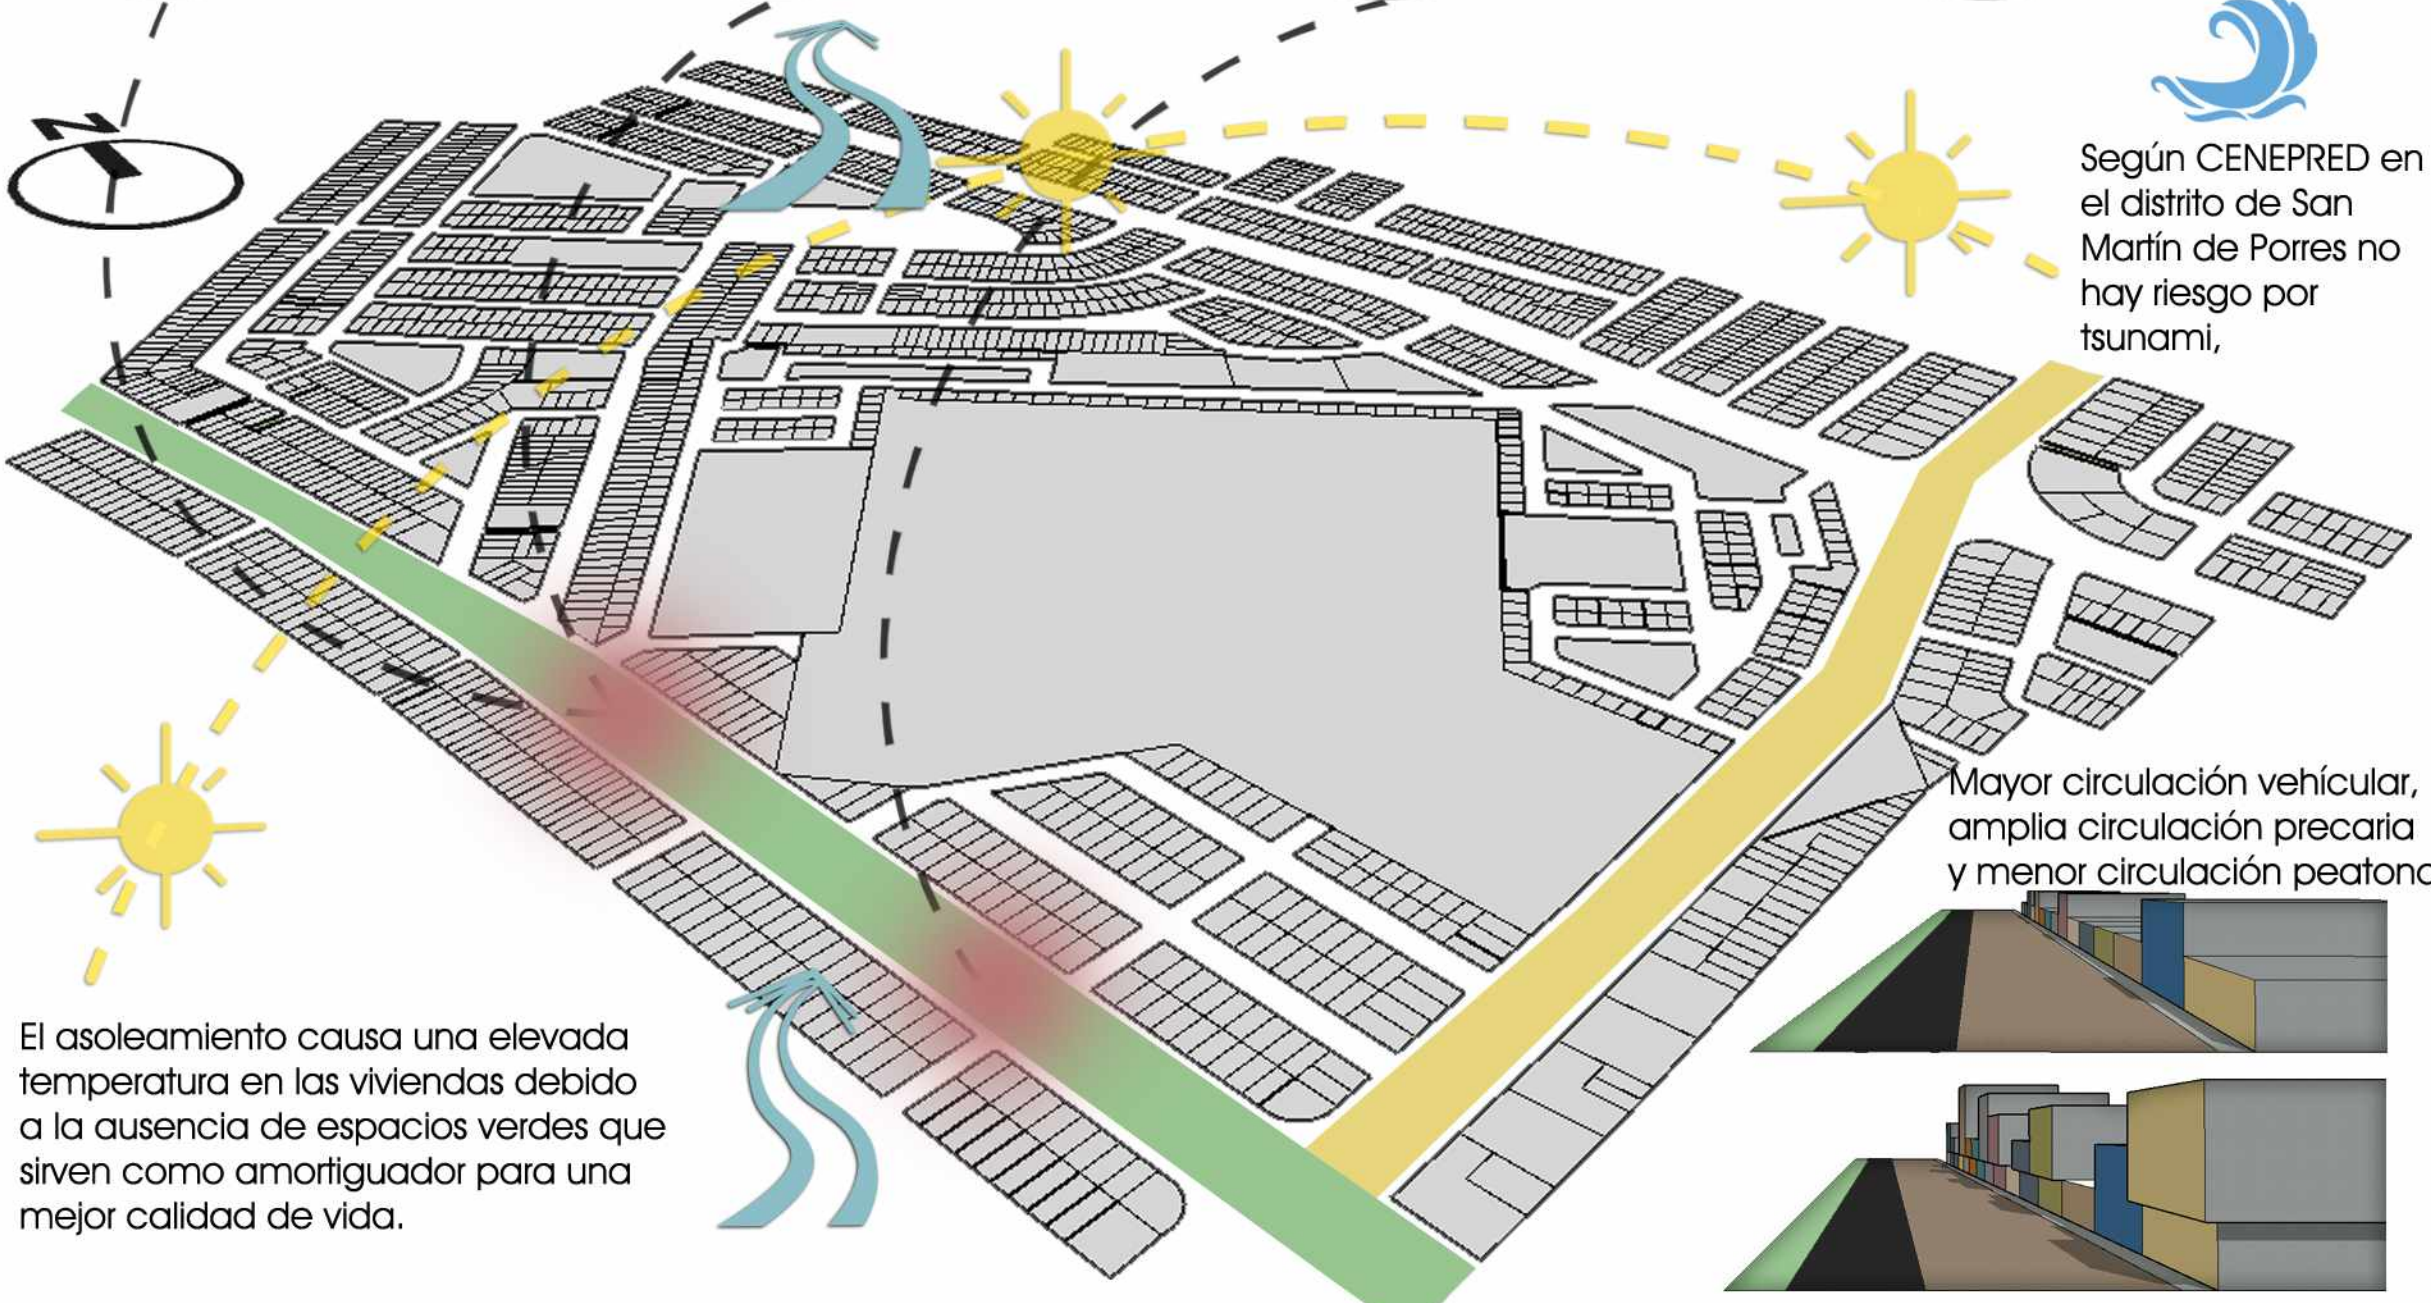 N
Según CENEPRED en
el distrito de San
Martín de Porres no
hay riesgo por
tsunami,
Mayor circulación vehícular,
amplia circulación precaria
y menor circulación
El asoleamiento causa una elevada
temperatura en las viviendas debido
a la ausencia de espacios verdes que
sirven como amortiguador para una
mejor calidad de vida.